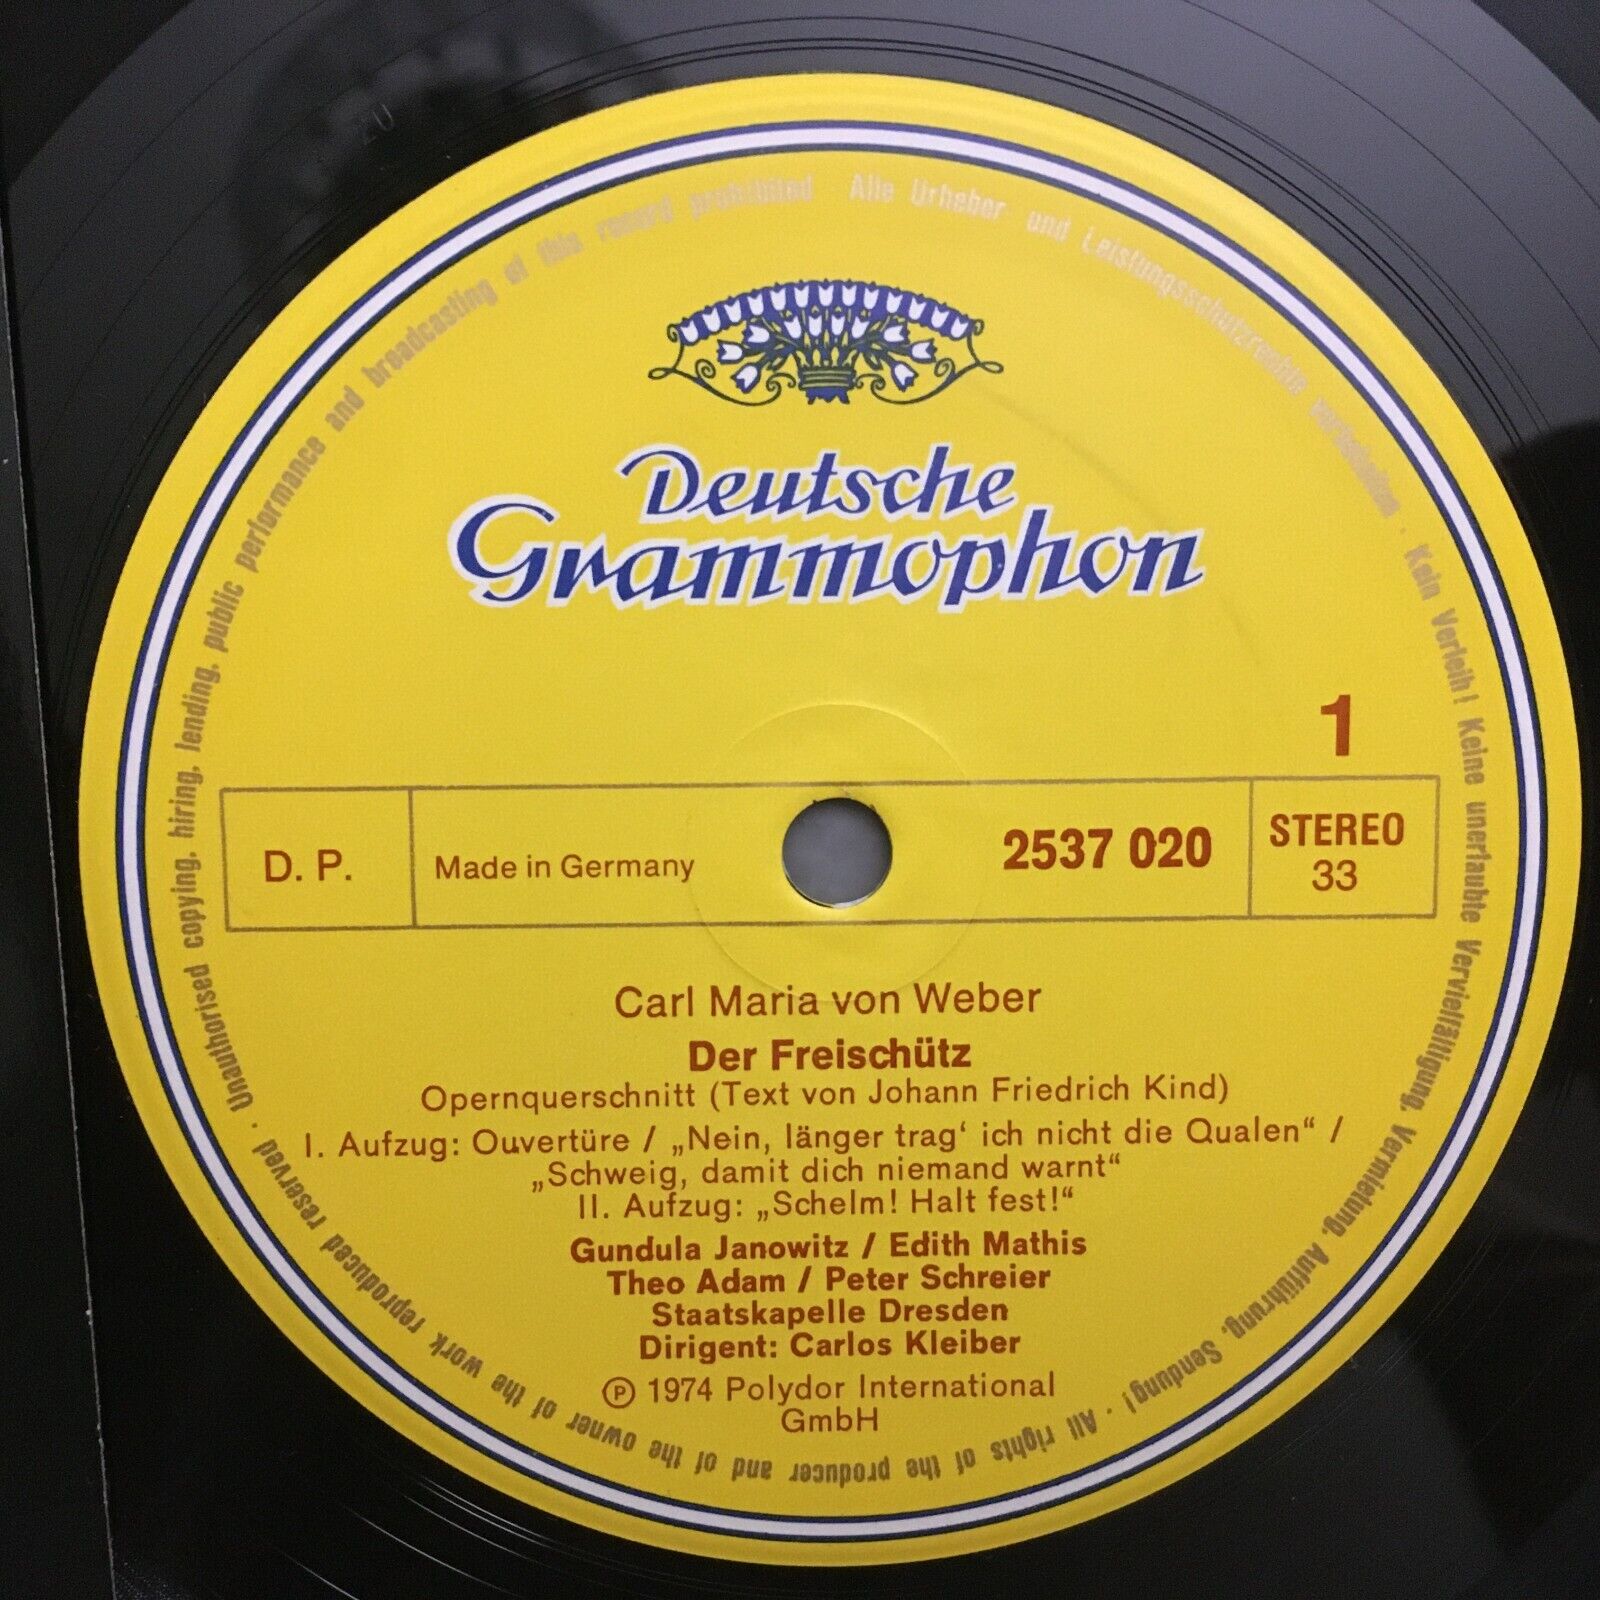 Deutsche
Grammophon
1
D. P.
Made in Germany
2537 020
STEREO
33
Carl Maria von Weber
Der Freischütz
Opernquerschnitt (Text von Johann Friedrich Kind)
I. Aufzug: Ouvertüre / „Nein, länger trag‘ ich nicht die Qualen“ /
„Schweig, damit dich niemand warnt“
II. Aufzug: „Schelm! Halt fest!“
Gundula Janowitz / Edith Mathis
Theo Adam / Peter Schreier
Staatskapelle Dresden
Dirigent: Carlos Kleiber
Ⓟ 1974 Polydor International
GmbH
Alle Urheber- und Leistungsschutzrechte vorbehalten · Kein Verleih! Keine unerlaubte Vervielfältigung, Vermietung, Aufführung, Sendung! · All rights of the producer and of the owner of the work reproduced reserved · Unauthorised copying, hiring, lending, public performance and broadcasting of this record prohibited ·